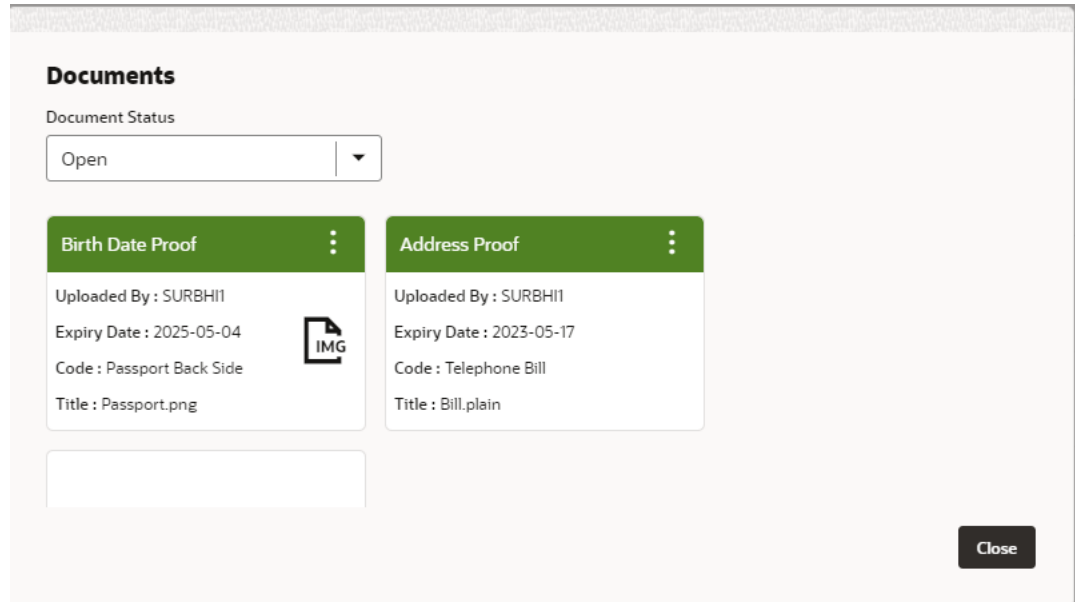 Documents
Document Status
Open
Birth Date Proof
Uploaded By : SURBHI1
Expiry Date : 2025-05-04
Code : Passport Back Side
Title : Passport.png
IMG
Address Proof
Uploaded By : SURBHI1
Expiry Date : 2023-05-17
Code : Telephone Bill
Title : Bill.plain
Close